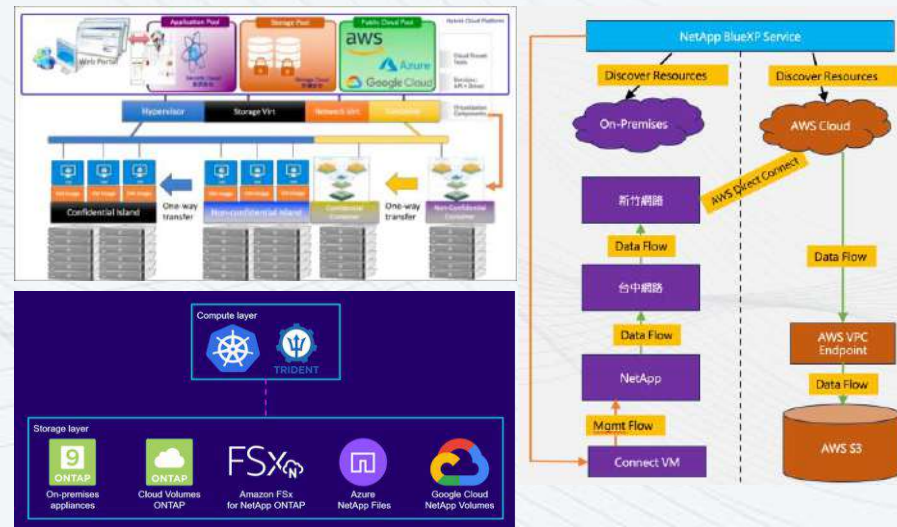 Application Pool
Storage Pool
Public Cloud Pool
Hybrid Cloud Platform
Web Portal
aws
Azure
Google Cloud
Hypervisor
Storage Virt
Network Virt
One-way
transfer
Confidential Island
Non-confidential Island
One-way
transfer
Compute layer
TRIDENT
Storage layer
9
ONTAP
On-premises
appliances
ONTAP
Cloud Volumes
ONTAP
FSx
N
Amazon FSx
for NetApp ONTAP
Azure
NetApp Files
Google Cloud
NetApp Volumes
NetApp BlueXP Service
Discover Resources
Discover Resources
On-Premises
AWS Cloud
AWS Direct Connect
新竹網路
Data Flow
Data Flow
台中網路
Data Flow
AWS VPC
Endpoint
NetApp
Data Flow
Mgmt Flow
Connect VM
AWS S3